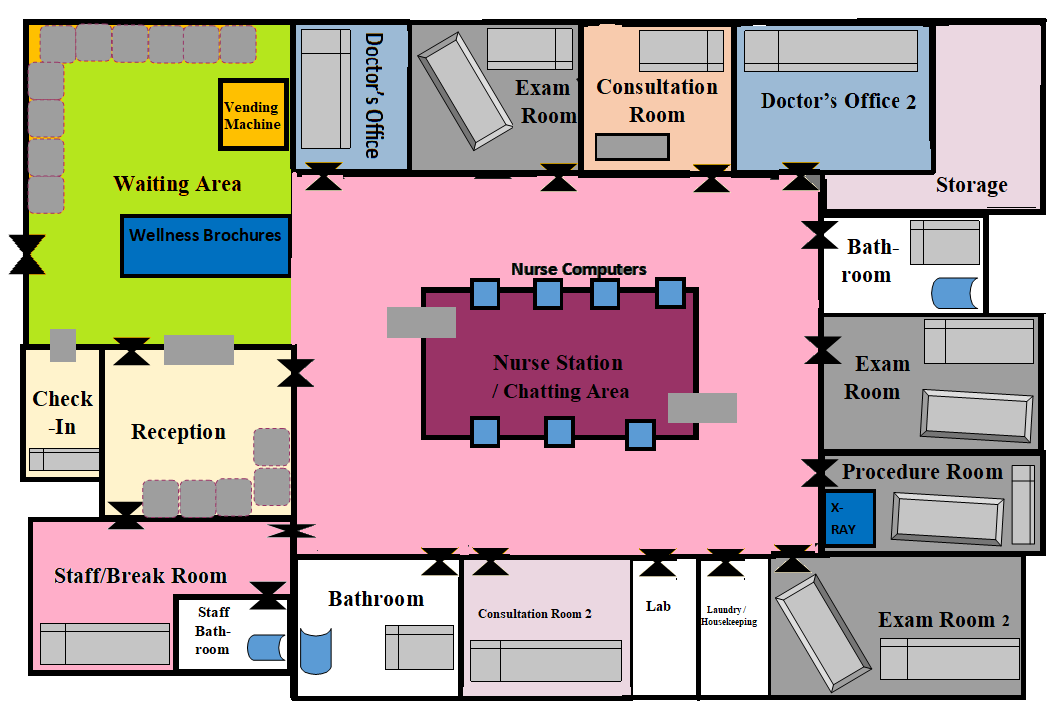 Doctor's Office
Exam
Room
Consultation
Room
Doctor's Office 2
Vending
Machine
Waiting Area
Wellness Brochures
Storage
Bath-
room
Nurse Computers
Nurse Station
/ Chatting Area
Exam
Room
Check
-In
Reception
Procedure Room
X-
RAY
Staff/Break Room
Staff
Bath-
room
Bathroom
Consultation Room 2
Lab
Laundry /
Housekeeping
Exam Room 2